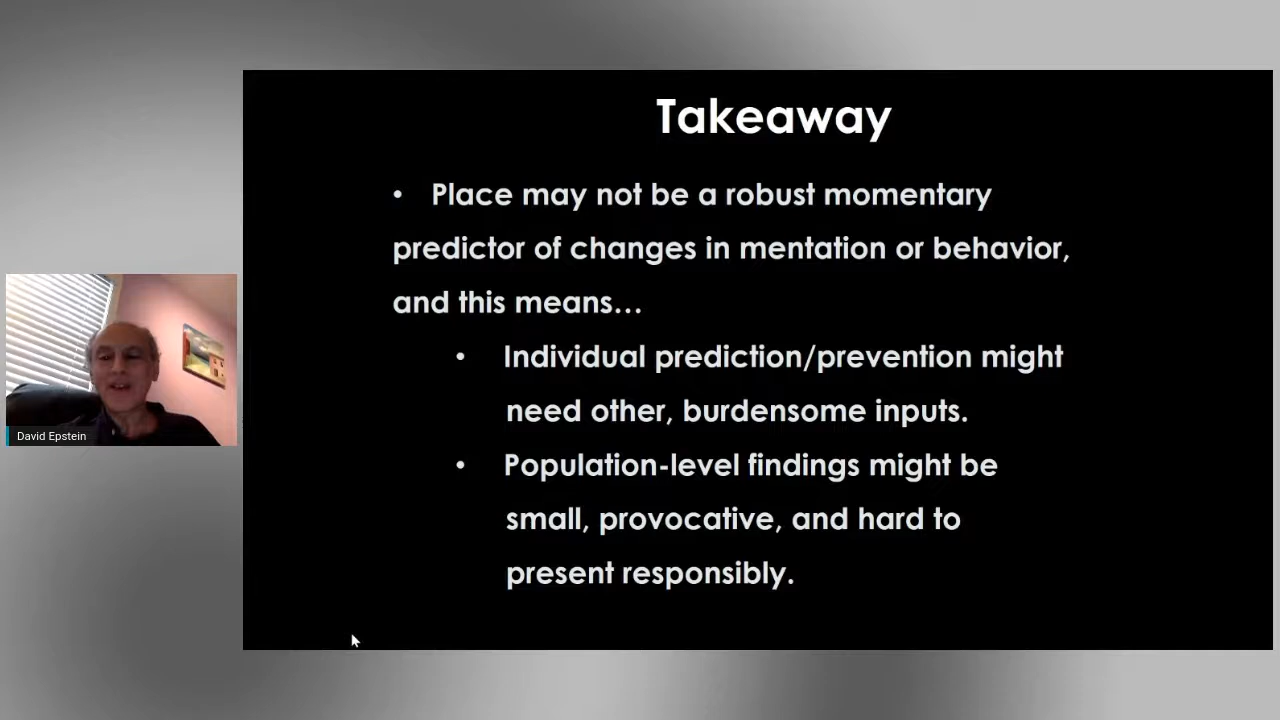 Takeaway
• Place may not be a robust momentary
predictor of changes in mentation or behavior,
and this means…
• Individual prediction/prevention might
need other, burdensome inputs.
• Population-level findings might be
small, provocative, and hard to
present responsibly.
David Epstein